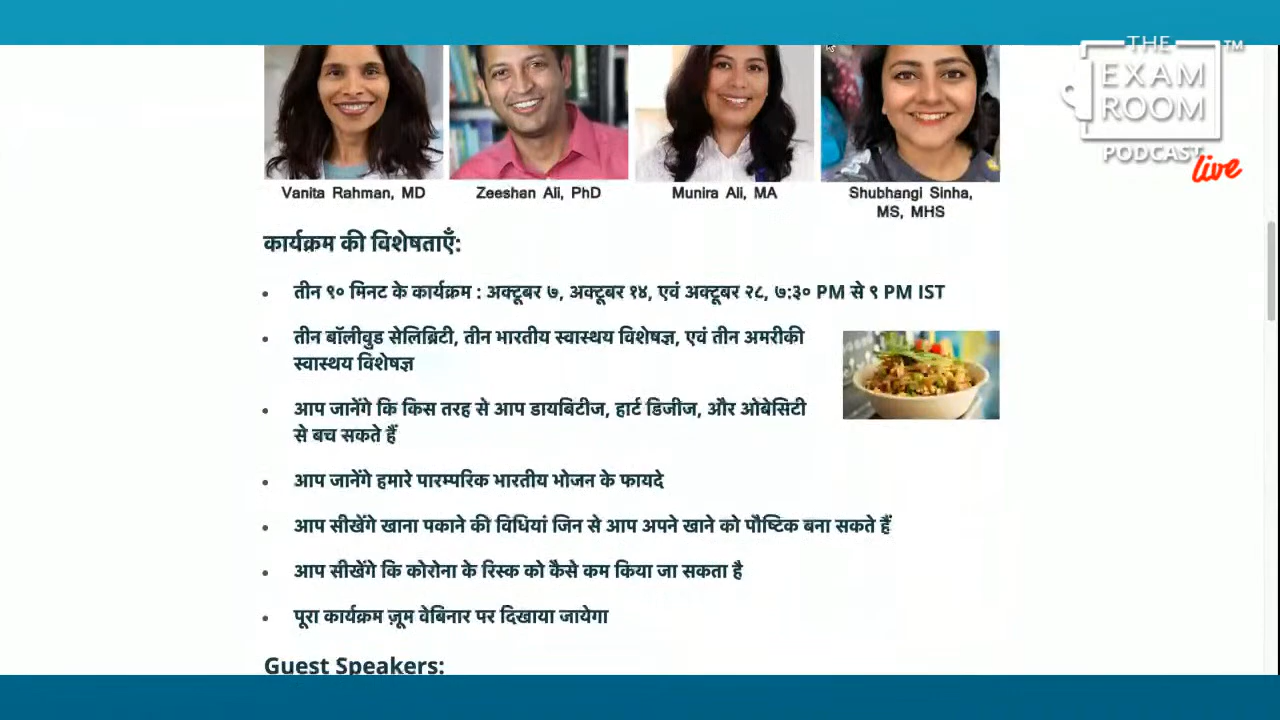 THE
EXAM
ROOM
PODCAST
live
TM
Vanita Rahman, MD
Zeeshan Ali, PhD
Munira Ali, MA
Shubhangi Sinha,
MS, MHS
कार्यक्रम की विशेषताएँ:
तीन ९० मिनट के कार्यक्रम : अक्टूबर ७, अक्टूबर १४, एवं अक्टूबर २८, ७:३० PM से ९ PM IST
तीन बॉलीवुड सेलिब्रिटी, तीन भारतीय स्वास्थय विशेषज्ञ, एवं तीन अमरीकी
स्वास्थय विशेषज्ञ
आप जानेंगे कि किस तरह से आप डायबिटीज, हार्ट डिजीज, और ओबेसिटी
से बच सकते हैं
आप जानेंगे हमारे पारम्परिक भारतीय भोजन के फायदे
आप सीखेंगे खाना पकाने की विधियां जिन से आप अपने खाने को पौष्टिक बना सकते हैं
आप सीखेंगे कि कोरोना के रिस्क को कैसे कम किया जा सकता है
पूरा कार्यक्रम ज़ूम वेबिनार पर दिखाया जायेगा
Guest Speakers: